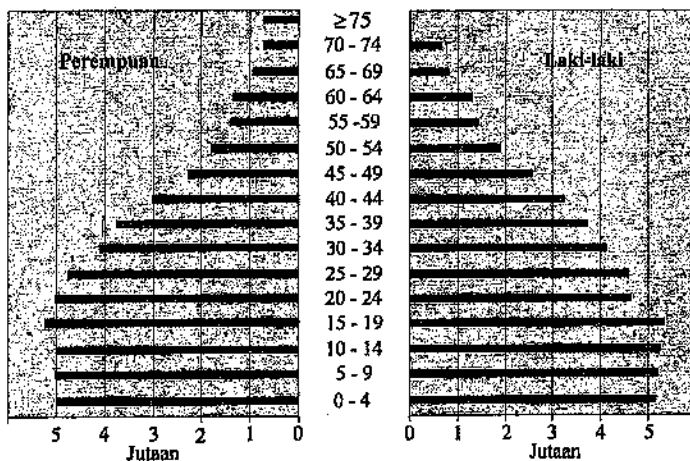 ≥ 75
Perempuan
70 - 74
Laki-laki
65 - 69
60 - 64
55 -59
50 - 54
45 - 49
40 - 44
35 - 39
30 - 34
25 - 29
20 - 24
15 - 19
10 - 14
5 - 9
0 - 4
5 4 3 2 1 0
0 1 2 3 4 5
Jutaan
Jutaan